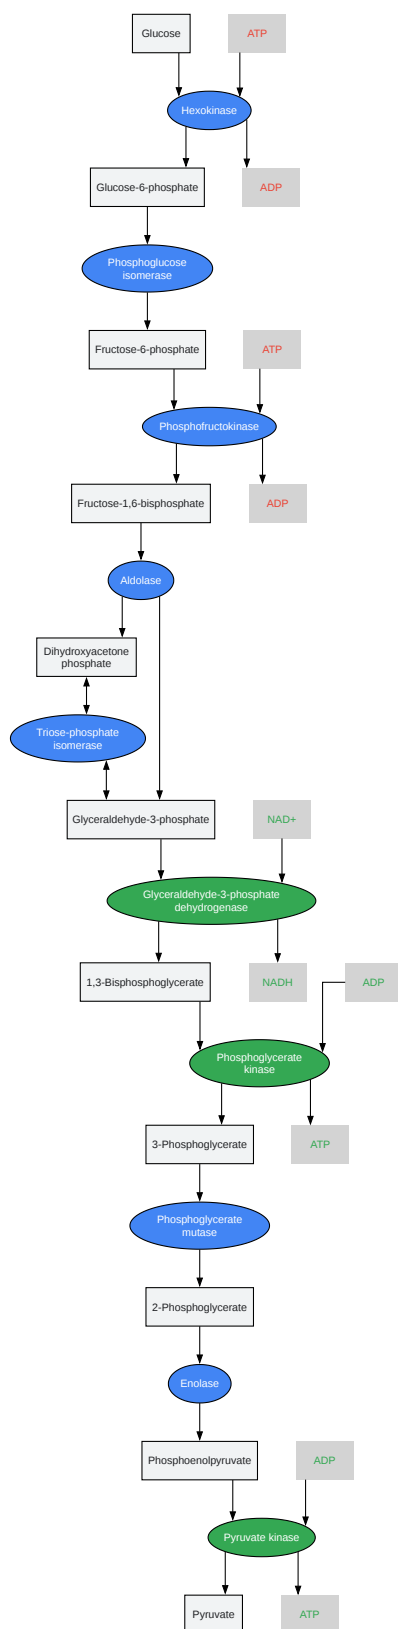 Glucose
ATP
Hexokinase
Glucose-6-phosphate
ADP
Phosphoglucose
isomerase
Fructose-6-phosphate
ATP
Phosphofructokinase
Fructose-1,6-bisphosphate
ADP
Aldolase
Dihydroxyacetone
phosphate
Triose-phosphate
isomerase
Glyceraldehyde-3-phosphate
NAD+
Glyceraldehyde-3-phosphate
dehydrogenase
1,3-Bisphosphoglycerate
NADH
ADP
Phosphoglycerate
kinase
3-Phosphoglycerate
ATP
Phosphoglycerate
mutase
2-Phosphoglycerate
Enolase
Phosphoenolpyruvate
ADP
Pyruvate kinase
Pyruvate
ATP